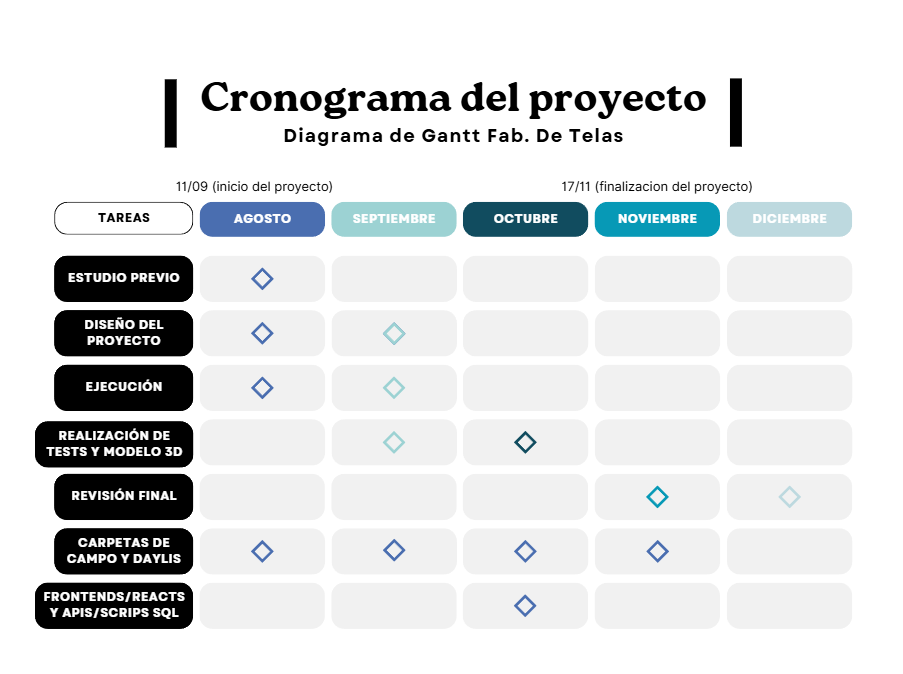 Cronograma del proyecto
Diagrama de Gantt Fab. De Telas
11/09 (inicio del proyecto)
17/11 (finalizacion del proyecto)
TAREAS
AGOSTO
SEPTIEMBRE
OCTUBRE
NOVIEMBRE
DICIEMBRE
ESTUDIO PREVIO
DISEÑO DEL
PROYECTO
EJECUCIÓN
REALIZACIÓN DE
TESTS Y MODELO 3D
REVISIÓN FINAL
CARPETAS DE
CAMPO Y DAYLIS
FRONTENDS/REACTS
Y APIS/SCRIPS SQL